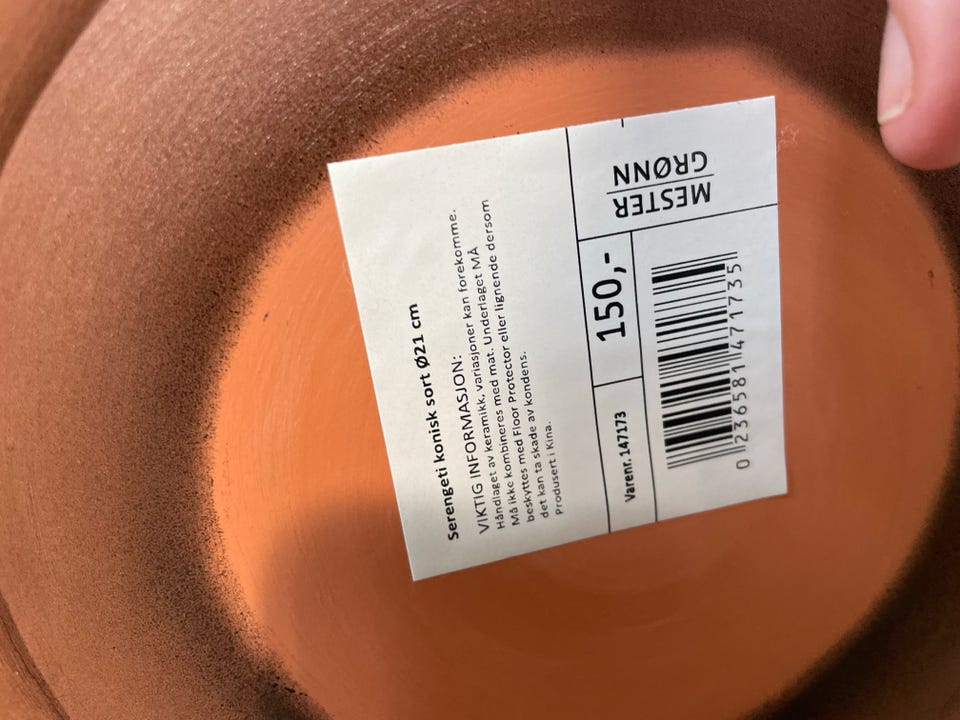 Serengeti konisk sort Ø21 cm
VIKTIG INFORMASJON:
Håndlaget av keramikk, variasjoner kan forekomme.
Må ikke kombineres med mat. Underlaget MÅ
beskyttes med Floor Protector eller lignende dersom
det kan ta skade av kondens.
Produsert i Kina.
Varenr. 147173
150,-
MESTER
GRØNN
0 236581 471735